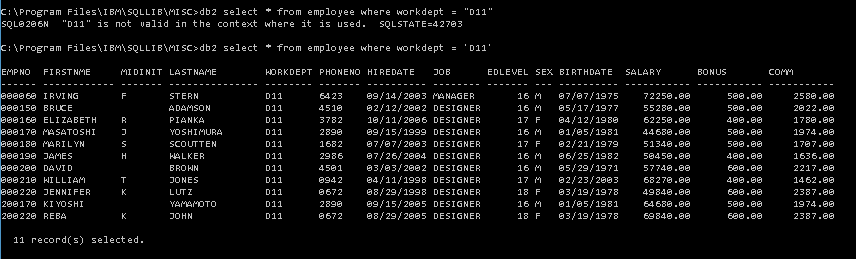 C:\Program Files\IBM\SQLLIB\MISC>db2 select * from employee where workdept = "D11"
SQL0206N  "D11" is not valid in the context where it is used.  SQLSTATE=42703
C:\Program Files\IBM\SQLLIB\MISC>db2 select * from employee where workdept = 'D11'
EMPNO  FIRSTNME     MIDINIT LASTNAME        WORKDEPT PHONENO HIREDATE   JOB      EDLEVEL SEX BIRTHDATE  SALARY      BONUS       COMM
------ ------------ ------- --------------- -------- ------- ---------- -------- ------- --- ---------- ----------- ----------- -----------
000060 IRVING       F       STERN           D11      6423    09/14/2003 MANAGER       16 M   07/07/1975    72250.00      500.00     2580.00
000150 BRUCE                ADAMSON         D11      4510    02/12/2002 DESIGNER      16 M   05/17/1977    55280.00      500.00     2022.00
000160 ELIZABETH    R       PIANKA          D11      3782    10/11/2006 DESIGNER      17 F   04/12/1980    62250.00      400.00     1780.00
000170 MASATOSHI    J       YOSHIMURA       D11      2890    09/15/1999 DESIGNER      16 M   01/05/1981    44680.00      500.00     1974.00
000180 MARILYN      S       SCOUTTEN        D11      1682    07/07/2003 DESIGNER      17 F   02/21/1979    51340.00      500.00     1707.00
000190 JAMES        H       WALKER          D11      2986    07/26/2004 DESIGNER      16 M   06/25/1982    50450.00      400.00     1636.00
000200 DAVID                BROWN           D11      4501    03/03/2002 DESIGNER      16 M   05/29/1971    57740.00      600.00     2217.00
000210 WILLIAM      T       JONES           D11      0942    04/11/1998 DESIGNER      17 M   02/23/2003    68270.00      400.00     1462.00
000220 JENNIFER     K       LUTZ            D11      0672    08/29/1998 DESIGNER      18 F   03/19/1978    49840.00      600.00     2387.00
200170 KIYOSHI              YAMAMOTO        D11      2890    09/15/2005 DESIGNER      16 M   01/05/1981    64680.00      500.00     1974.00
200220 REBA         K       JOHN            D11      0672    08/29/2005 DESIGNER      18 F   03/19/1978    69840.00      600.00     2387.00
11 record(s) selected.